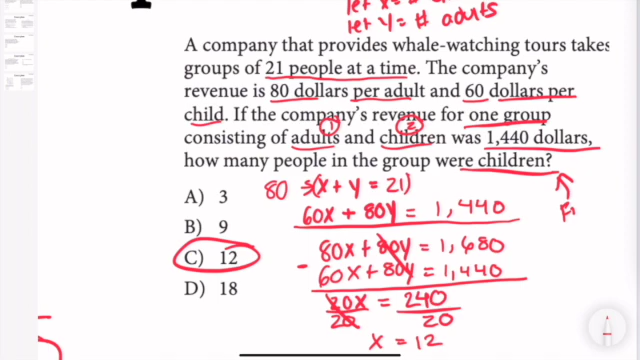 let x = #
let y = # adults
A company that provides whale-watching tours takes
groups of 21 people at a time. The company's
revenue is 80 dollars per adult and 60 dollars per
child. If the company's revenue for one group
① ②
consisting of adults and children was 1,440 dollars,
how many people in the group were children?
80 (x + y = 21)
A) 3
60x + 80y = 1,440
B) 9
80x + 80y = 1,680
C) 12
- 60x + 80y = 1,440
D) 18
20x = 240
20 20
x = 12